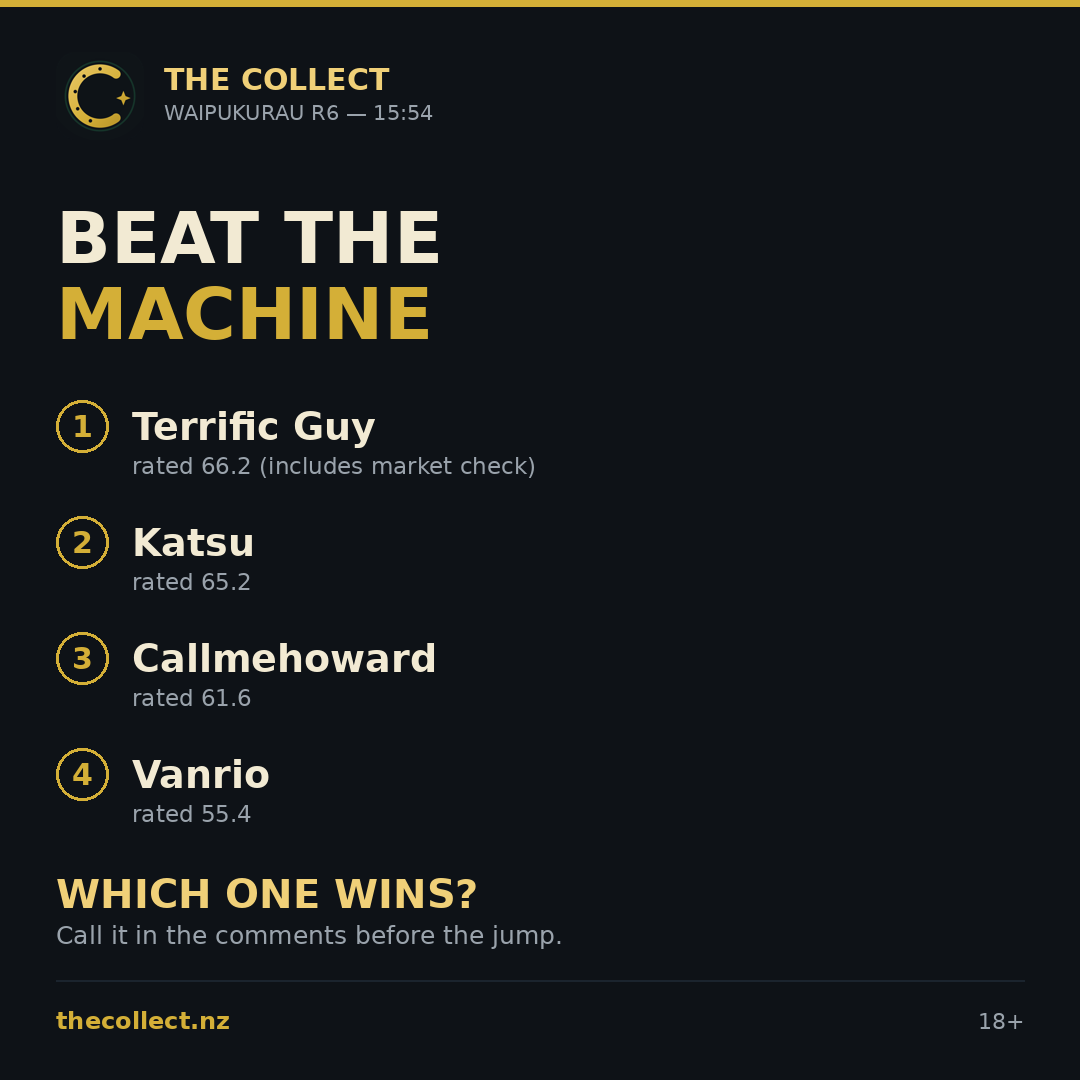 THE COLLECT
WAIPUKURAU R6 — 15:54
BEAT THE
MACHINE
1 Terrific Guy
rated 66.2 (includes market check)
2 Katsu
rated 65.2
3 Callmehoward
rated 61.6
4 Vanrio
rated 55.4
WHICH ONE WINS?
Call it in the comments before the jump.
thecollect.nz
18+